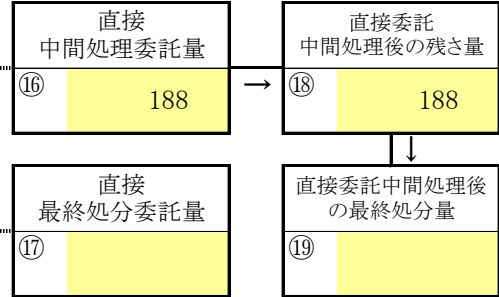 直接
中間処理委託量
⑯
188
→
直接委託
中間処理後の残さ量
⑱
188
↓
直接
最終処分委託量
⑰
直接委託中間処理後
の最終処分量
⑲